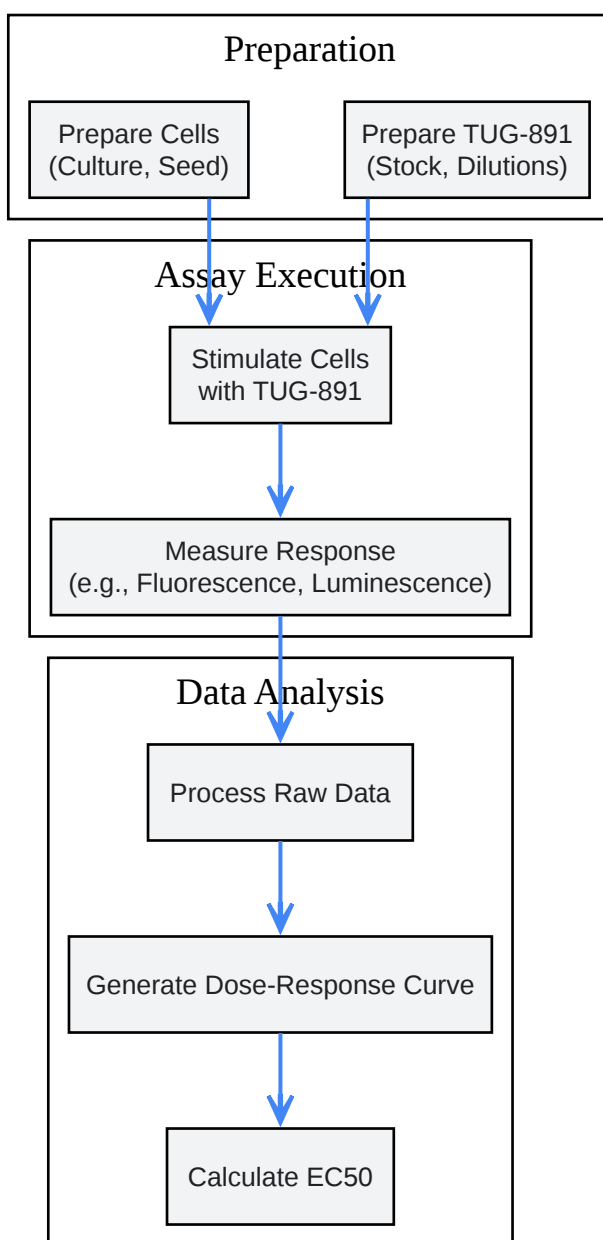 Preparation
Prepare Cells
(Culture, Seed)
Prepare TUG-891
(Stock, Dilutions)
Assay Execution
Stimulate Cells
with TUG-891
Measure Response
(e.g., Fluorescence, Luminescence)
Data Analysis
Process Raw Data
Generate Dose-Response Curve
Calculate EC50